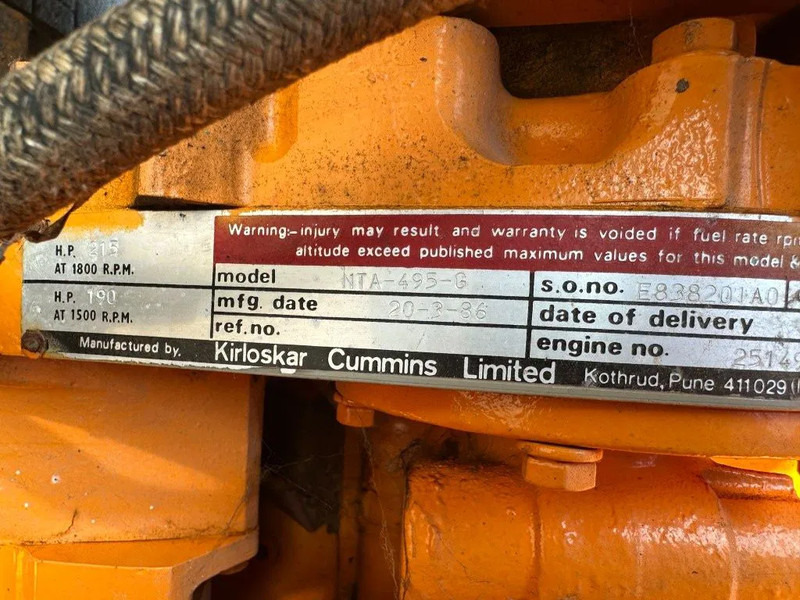 Warning:-injury may result and warranty is voided if fuel rate rpm
altitude exceed published maximum values for this model &
H.P. 215
AT 1800 R.P.M.
H.P. 190
AT 1500 R.P.M.
model NTA-495-G
mfg. date 20-3-86
ref.no.
s.o.no. E838201A01
date of delivery
engine no. 25149
Manufactured by. Kirloskar Cummins Limited Kothrud, Pune 411029 (